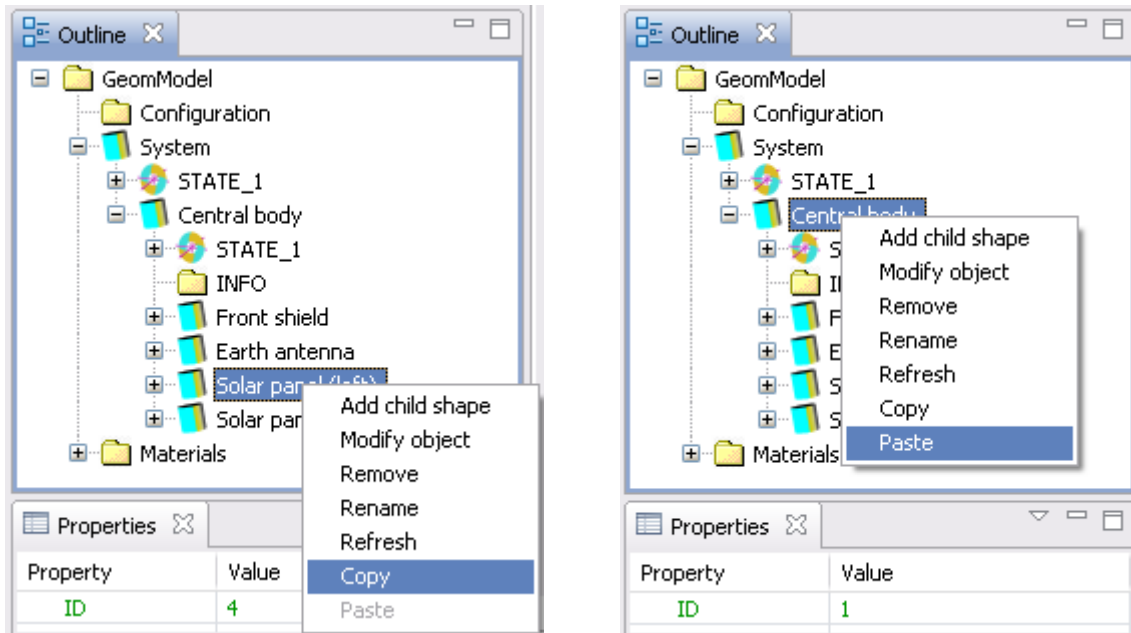 Outline
GeomModel
Configuration
System
STATE_1
Central body
STATE_1
INFO
Front shield
Earth antenna
Solar panel (left)
Solar pan
Materials
Add child shape
Modify object
Remove
Rename
Refresh
Copy
Paste
Properties
Property Value
ID 4
Outline
GeomModel
Configuration
System
STATE_1
Central body
S
F
E
S
S
Materials
Add child shape
Modify object
Remove
Rename
Refresh
Copy
Paste
Properties
Property Value
ID 1